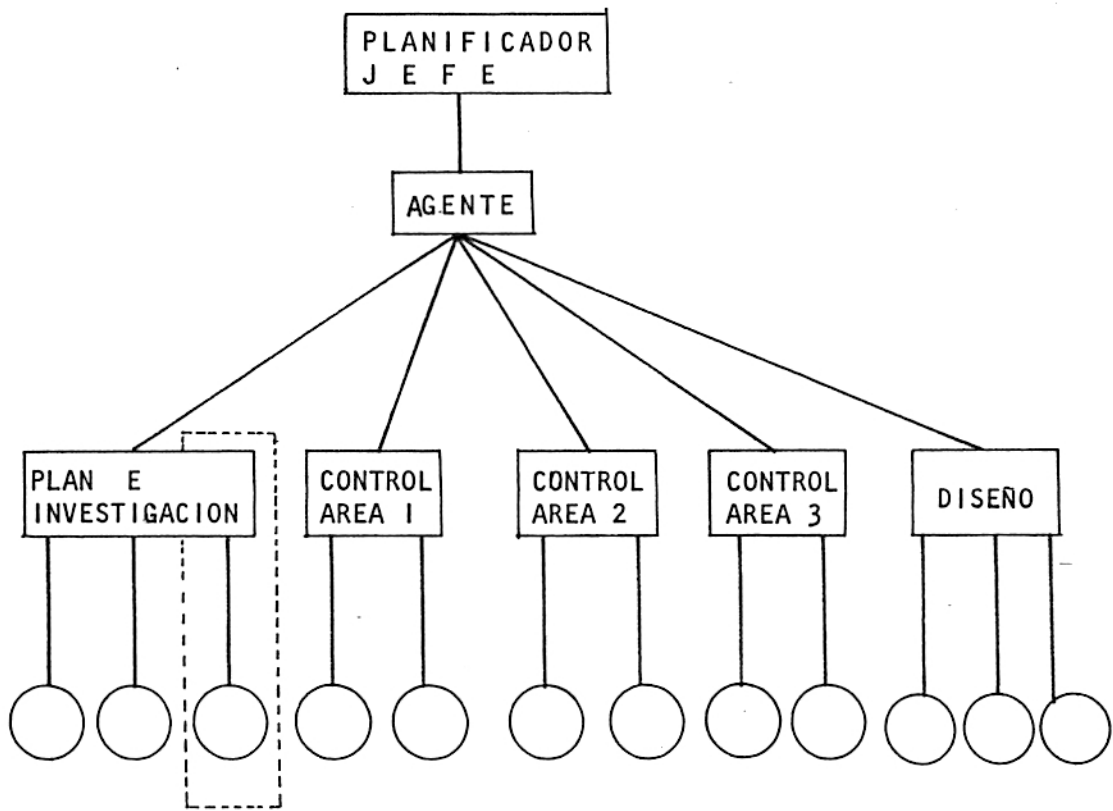 PLANIFICADOR
J E F E
AGENTE
PLAN E
INVESTIGACION
CONTROL
AREA 1
CONTROL
AREA 2
CONTROL
AREA 3
DISEÑO